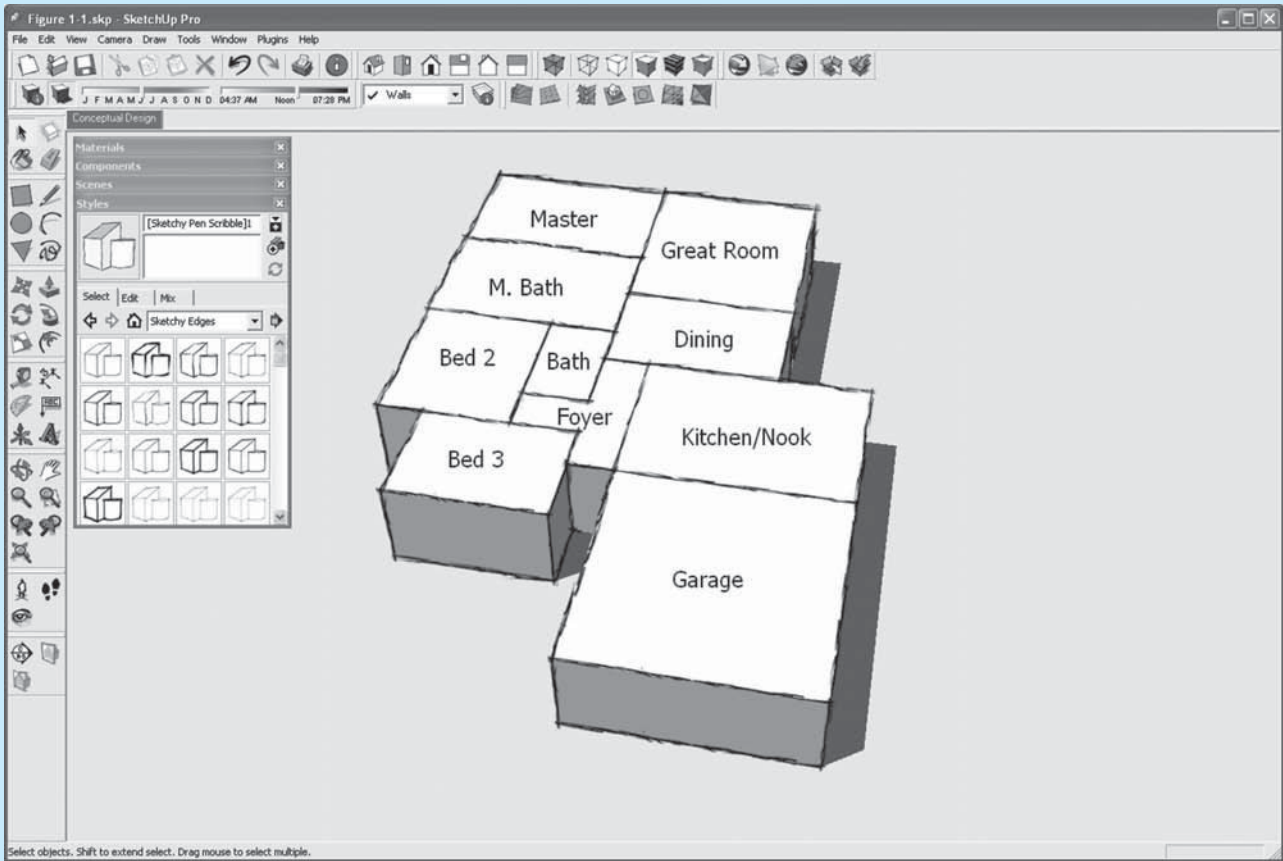 Figure 1-1.skp - SketchUp Pro
File Edit View Camera Draw Tools Window Plugins Help
J F M A M J J A S O N D 04:37 AM Noon 07:28 PM Walls
Conceptual Design
Materials
Components
Scenes
Styles
[Sketchy Pen Scribble]1
Select Edit Mix
Sketchy Edges
ABC
Master
Great Room
M. Bath
Dining
Bed 2
Bath
Foyer
Kitchen/Nook
Bed 3
Garage
Select objects. Shift to extend select. Drag mouse to select multiple.